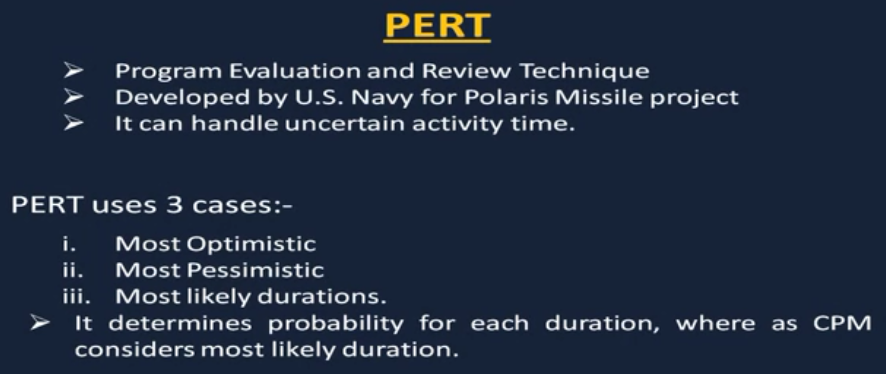 PERT
➢ Program Evaluation and Review Technique
➢ Developed by U.S. Navy for Polaris Missile project
➢ It can handle uncertain activity time.
PERT uses 3 cases:-
i. Most Optimistic
ii. Most Pessimistic
iii. Most likely durations.
➢ It determines probability for each duration, where as CPM
considers most likely duration.